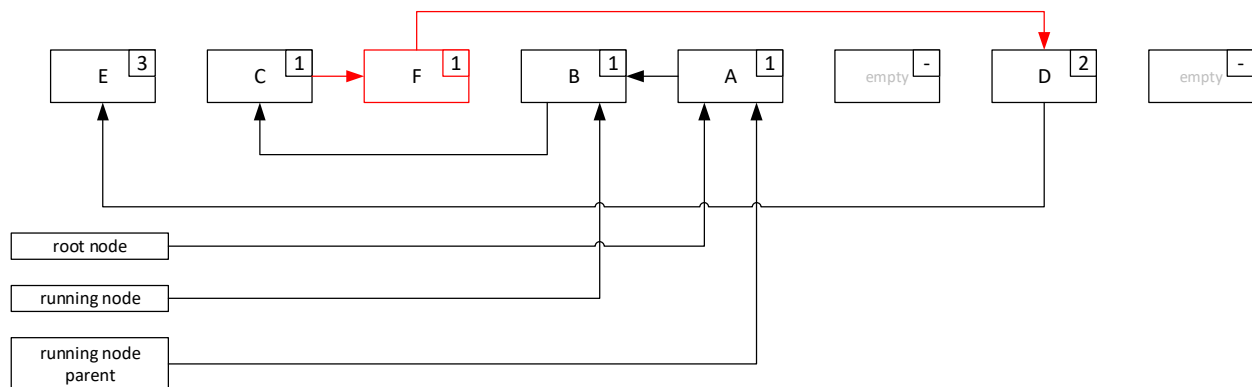 E 3
C 1
F 1
B 1
A 1
empty -
D 2
empty -
root node
running node
running node
parent